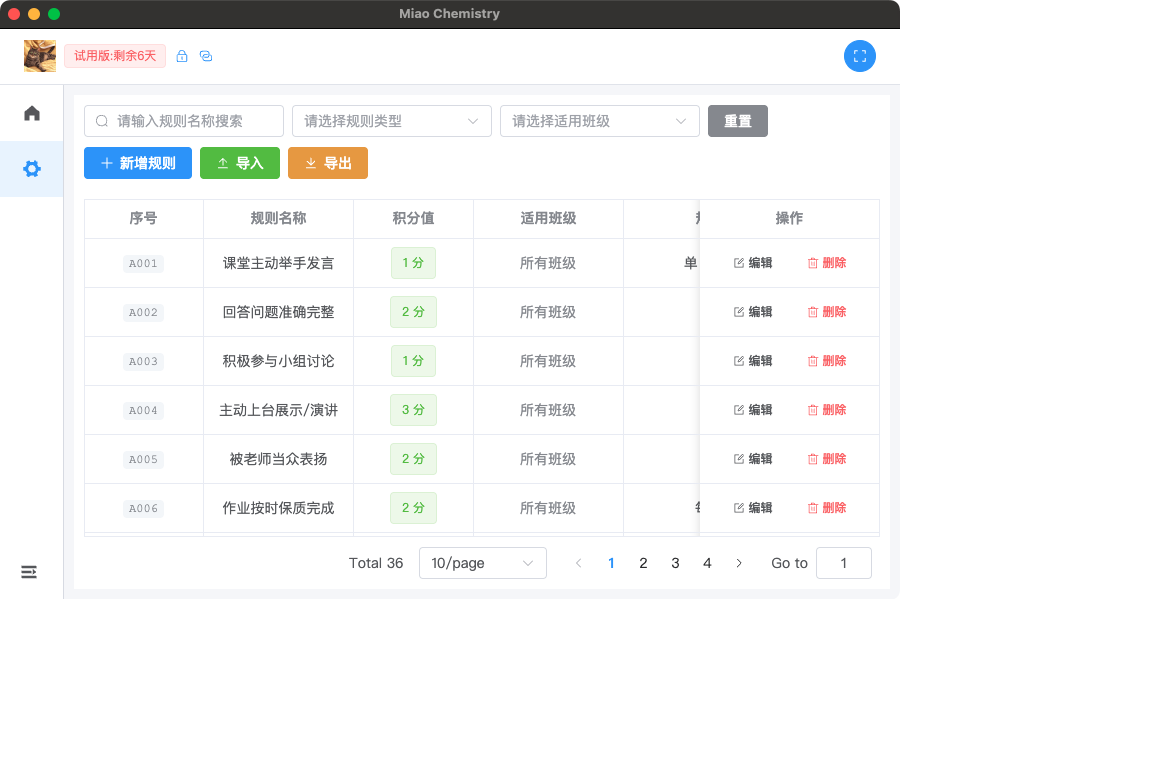 Miao Chemistry
试用版:剩余6天
请输入规则名称搜索 请选择规则类型 请选择适用班级 重置
新增规则 导入 导出
序号 规则名称 积分值 适用班级 操作
A001 课堂主动举手发言 1 分 所有班级 单 编辑 删除
A002 回答问题准确完整 2 分 所有班级 编辑 删除
A003 积极参与小组讨论 1 分 所有班级 编辑 删除
A004 主动上台展示/演讲 3 分 所有班级 编辑 删除
A005 被老师当众表扬 2 分 所有班级 编辑 删除
A006 作业按时保质完成 2 分 所有班级 编辑 删除
Total 36 10/page 1 2 3 4 Go to 1